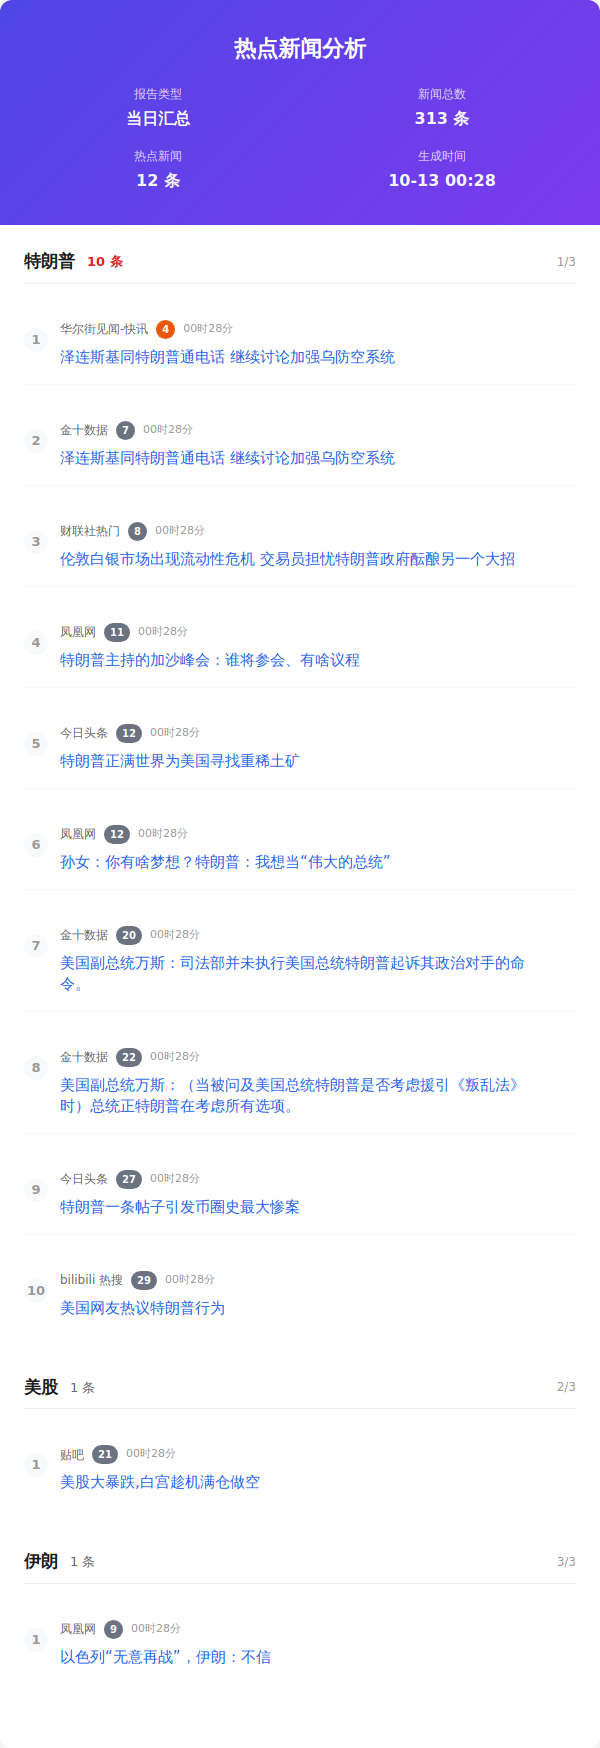 热点新闻分析
报告类型
新闻总数
当日汇总
313 条
热点新闻
生成时间
12 条
10-13 00:28
特朗普 10 条 1/3
1 华尔街见闻-快讯 4 00时28分
泽连斯基同特朗普通电话 继续讨论加强乌防空系统
2 金十数据 7 00时28分
泽连斯基同特朗普通电话 继续讨论加强乌防空系统
3 财联社热门 8 00时28分
伦敦白银市场出现流动性危机 交易员担忧特朗普政府酝酿另一个大招
4 凤凰网 11 00时28分
特朗普主持的加沙峰会：谁将参会、有啥议程
5 今日头条 12 00时28分
特朗普正满世界为美国寻找重稀土矿
6 凤凰网 12 00时28分
孙女：你有啥梦想？特朗普：我想当“伟大的总统”
7 金十数据 20 00时28分
美国副总统万斯：司法部并未执行美国总统特朗普起诉其政治对手的命
令。
8 金十数据 22 00时28分
美国副总统万斯：（当被问及美国总统特朗普是否考虑援引《叛乱法》
时）总统正特朗普在考虑所有选项。
9 今日头条 27 00时28分
特朗普一条帖子引发币圈史最大惨案
10 bilibili 热搜 29 00时28分
美国网友热议特朗普行为
美股 1 条 2/3
1 贴吧 21 00时28分
美股大暴跌,白宫趁机满仓做空
伊朗 1 条 3/3
1 凤凰网 9 00时28分
以色列“无意再战”，伊朗：不信